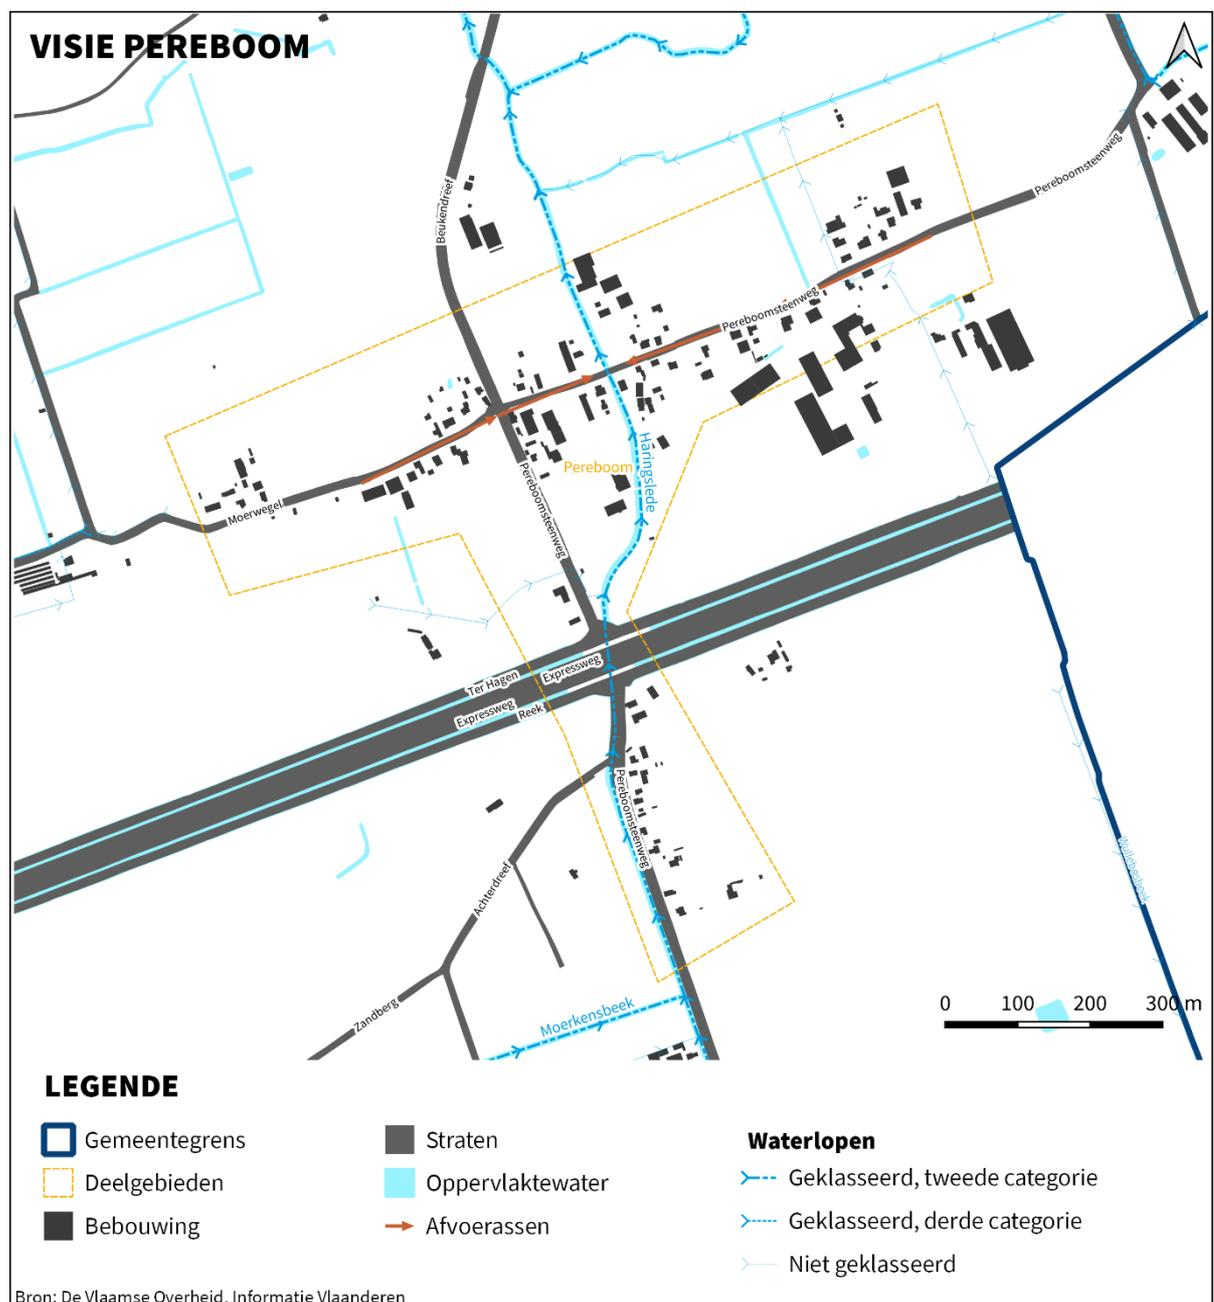 VISIE PEREBOOM
Beukendreef
Pereboomsteenweg
Pereboomsteenweg
Haringslede
Pereboom
Pereboomsteenweg
Moerwegel
Ter Hagen
Expressweg
Expressweg
Reek
Pereboomsteenweg
Achterdreef
Zandberg
Moerkensbeek
0 100 200 300 m
LEGENDE
Gemeentegrens
Deelgebieden
Bebouwing
Straten
Oppervlaktewater
Afvoerassen
Waterlopen
Geklasseerd, tweede categorie
Geklasseerd, derde categorie
Niet geklasseerd
Bron: De Vlaamse Overheid, Informatie Vlaanderen